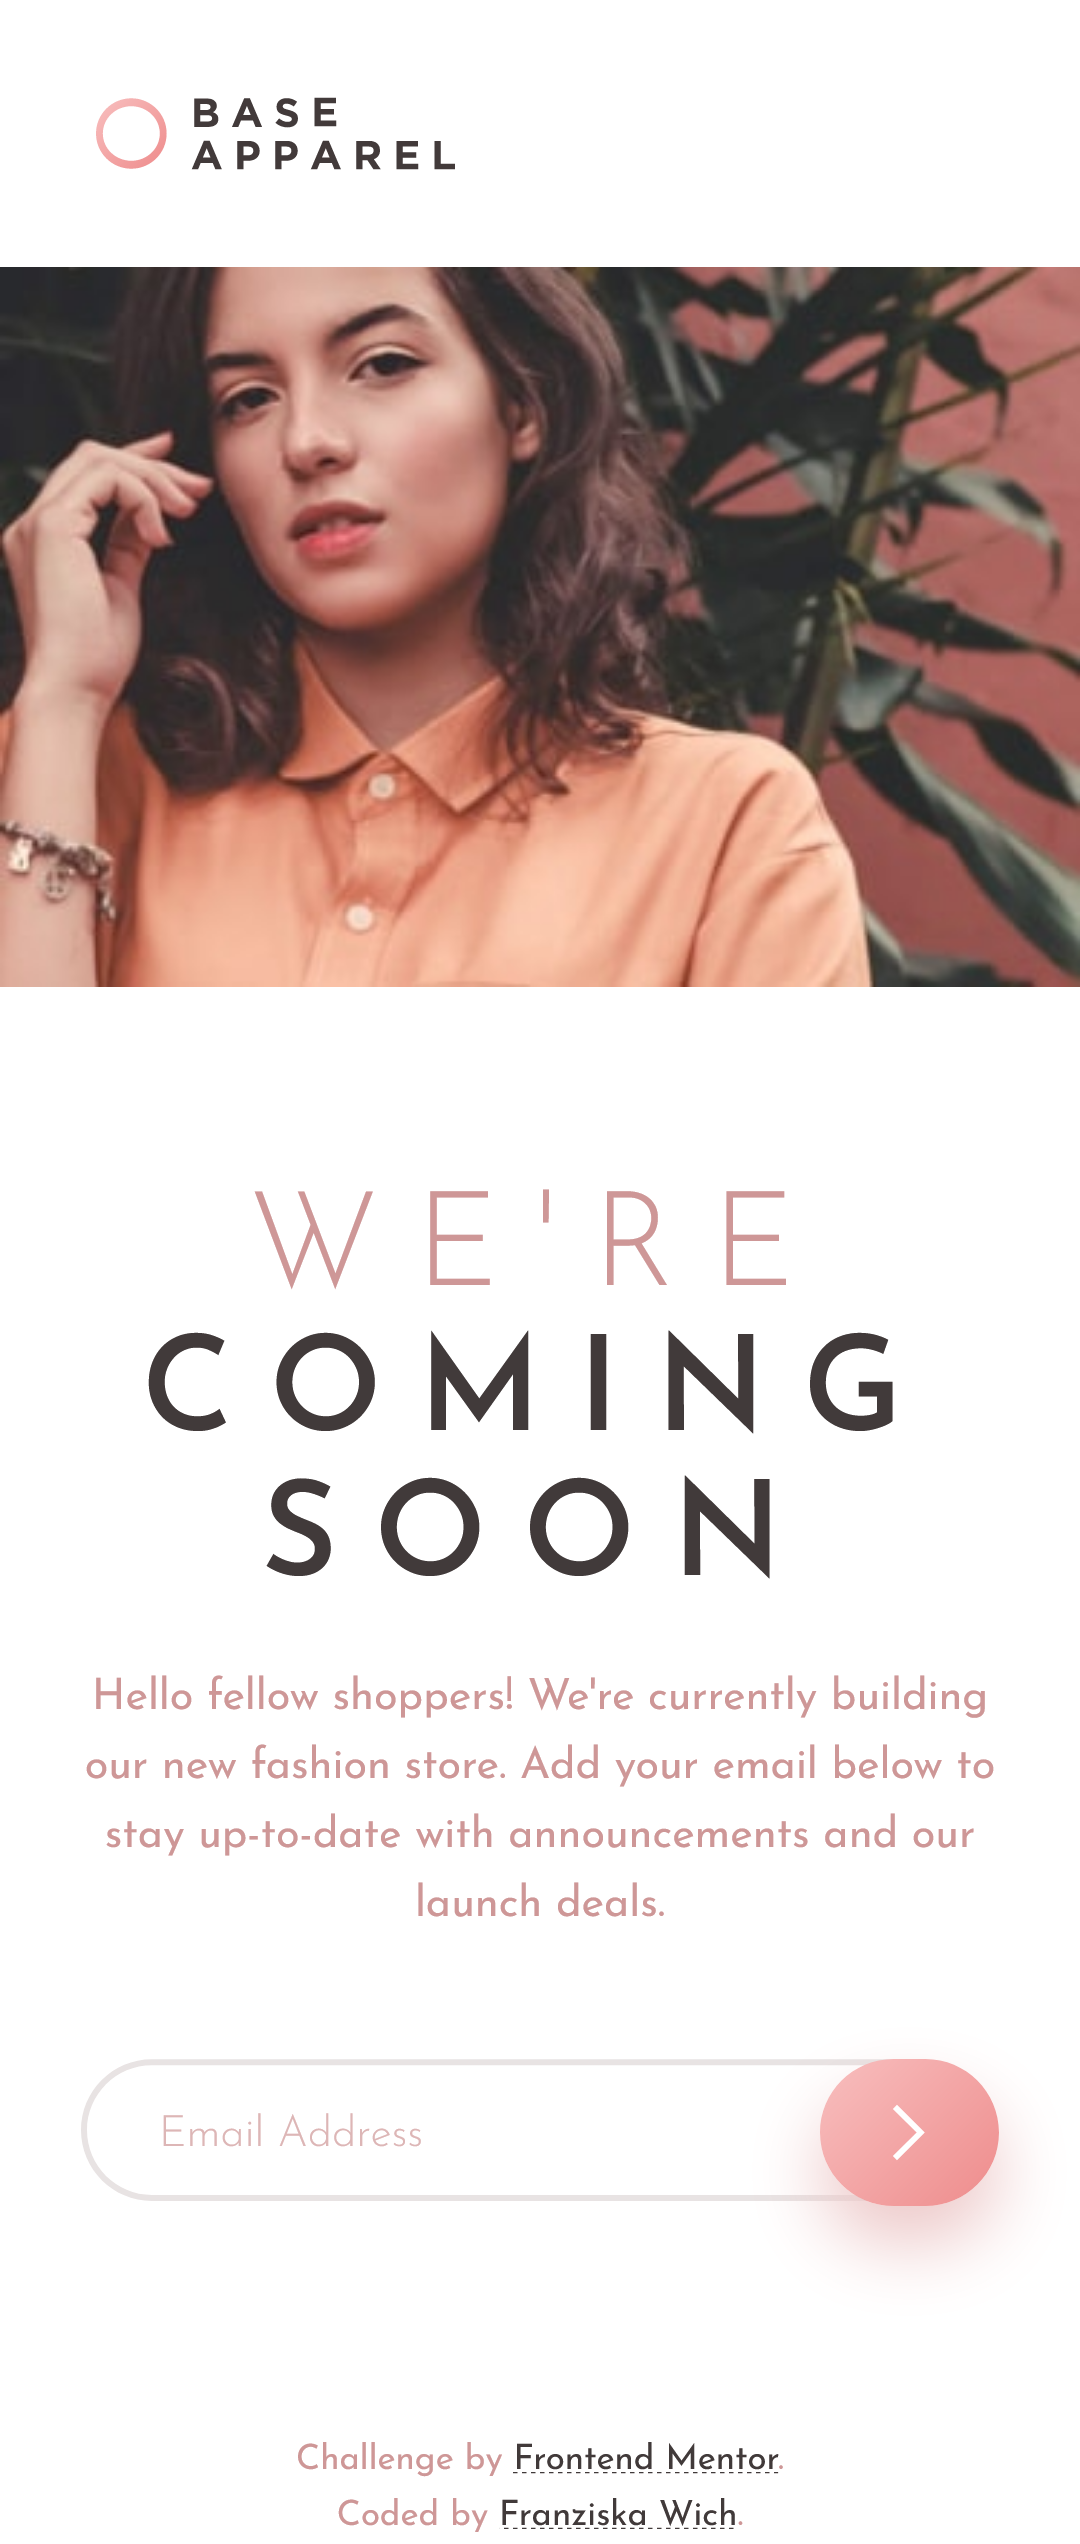 BASE
APPAREL
WE'RE
COMING
SOON
Hello fellow shoppers! We're currently building
our new fashion store. Add your email below to
stay up-to-date with announcements and our
launch deals.
Email Address
Challenge by Frontend Mentor.
Coded by Franziska Wich.